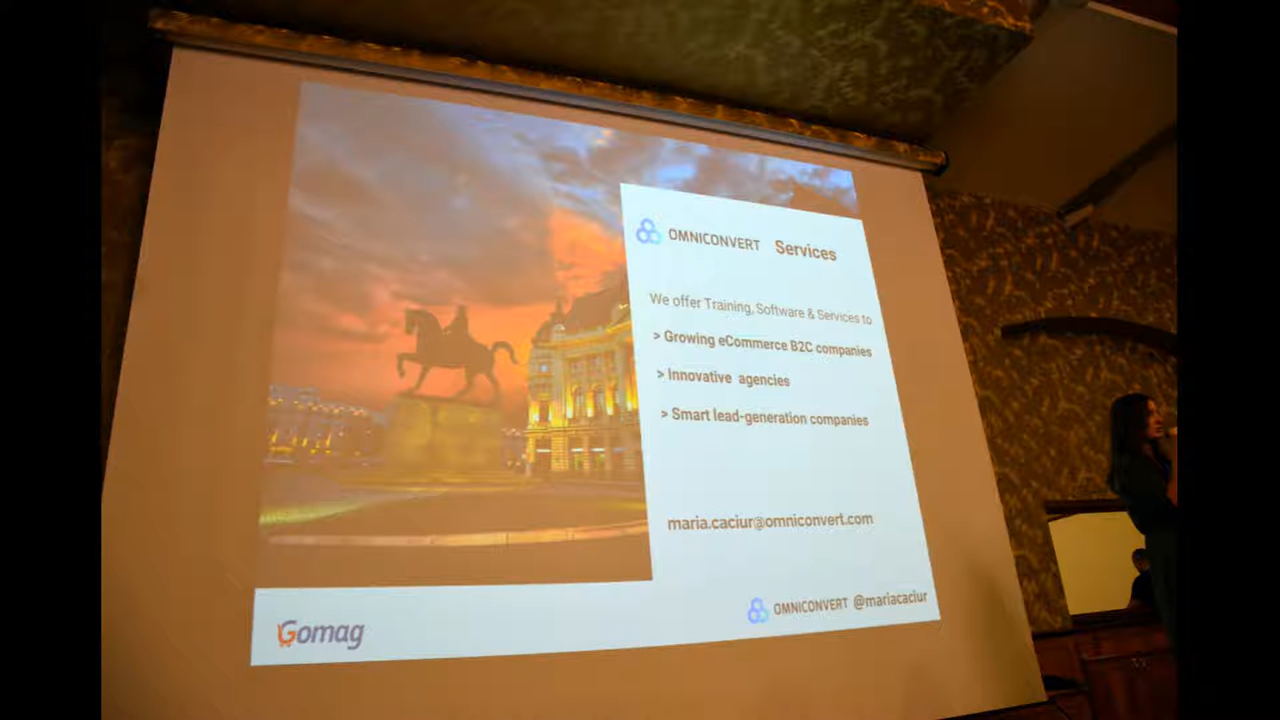 OMNICONVERT Services
We offer Training, Software & Services to
> Growing eCommerce B2C companies
> Innovative agencies
> Smart lead-generation companies
maria.caciur@omniconvert.com
Gomag
OMNICONVERT @mariacaciur